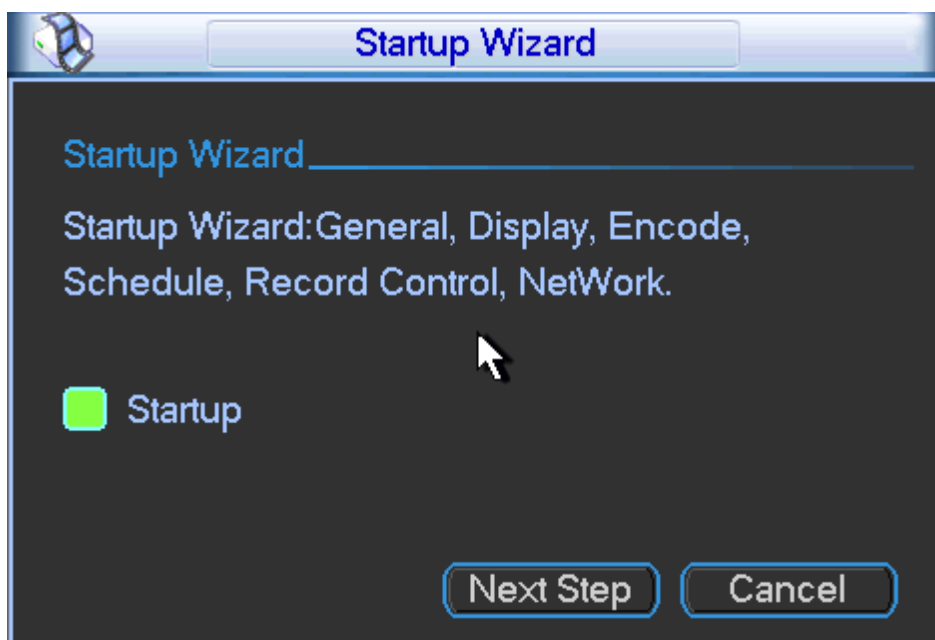 Startup Wizard
Startup Wizard
Startup Wizard:General, Display, Encode,
Schedule, Record Control, NetWork.
Startup
Next Step Cancel